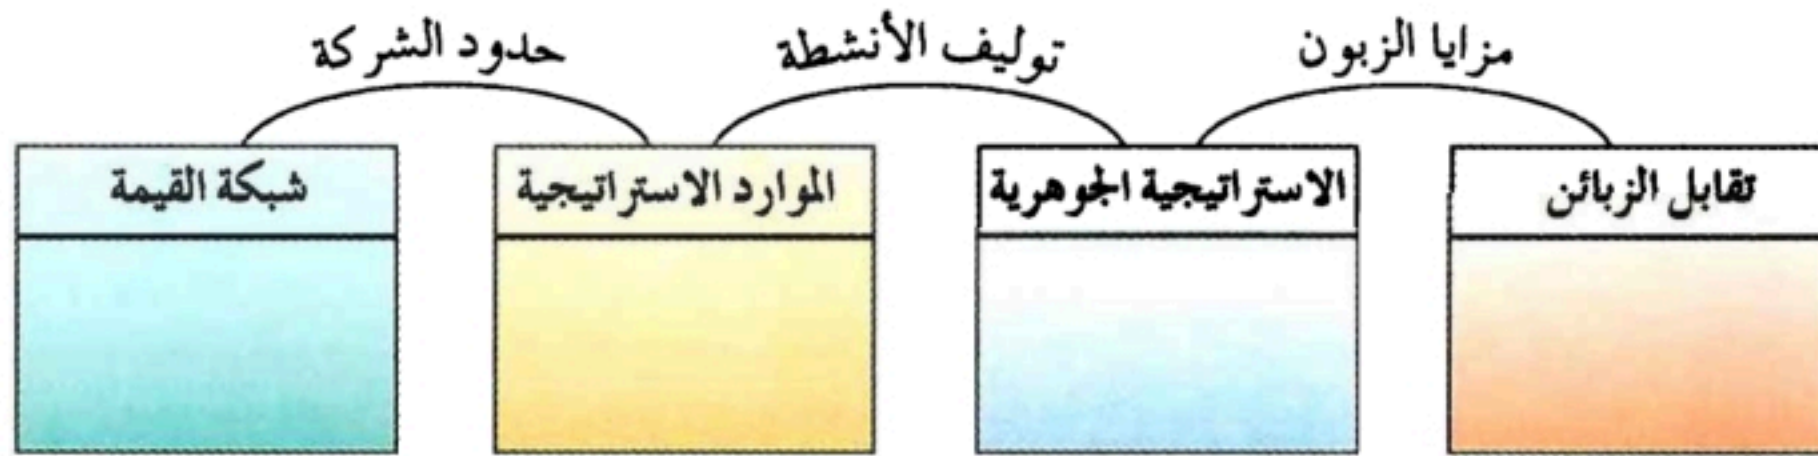 مزايا الزبون
توليف الأنشطة
حدود الشركة
تقابل الزبائن
الاستراتيجية الجوهرية
الموارد الاستراتيجية
شبكة القيمة